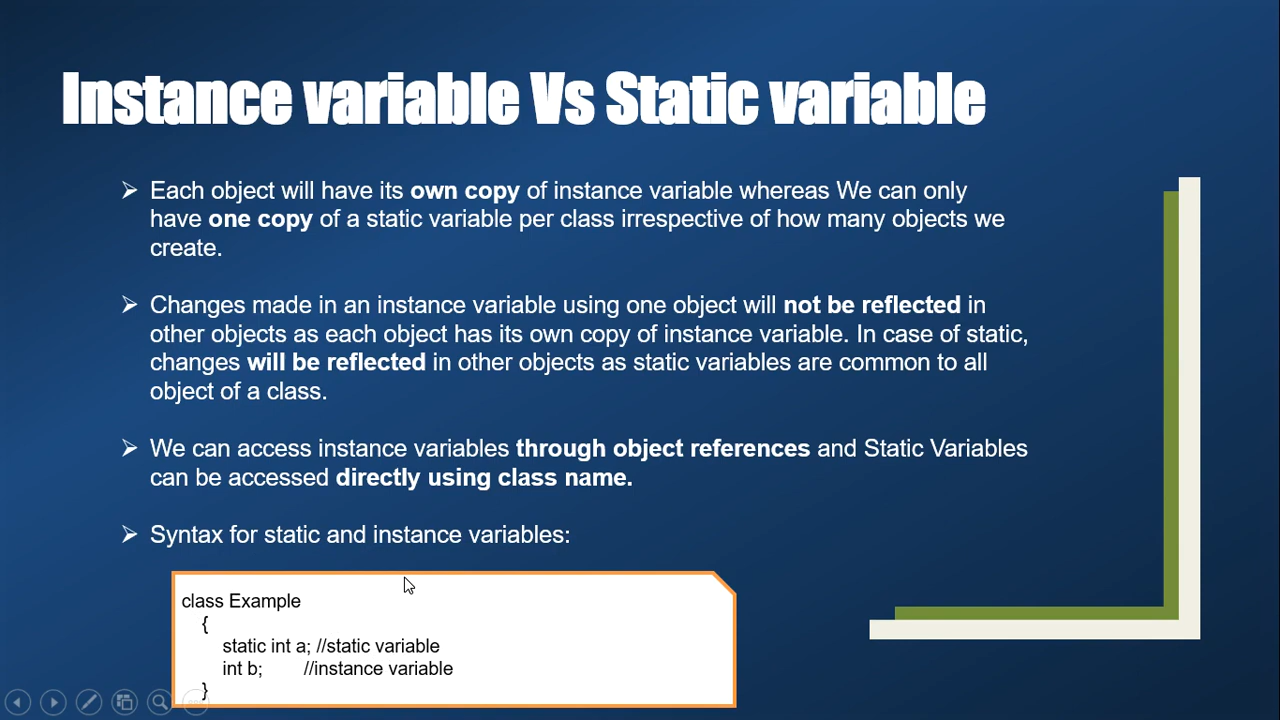 Instance variable Vs Static variable
Each object will have its own copy of instance variable whereas We can only
have one copy of a static variable per class irrespective of how many objects we
create.
Changes made in an instance variable using one object will not be reflected in
other objects as each object has its own copy of instance variable. In case of static,
changes will be reflected in other objects as static variables are common to all
object of a class.
We can access instance variables through object references and Static Variables
can be accessed directly using class name.
Syntax for static and instance variables:
class Example
{
static int a; //static variable
int b; //instance variable
}